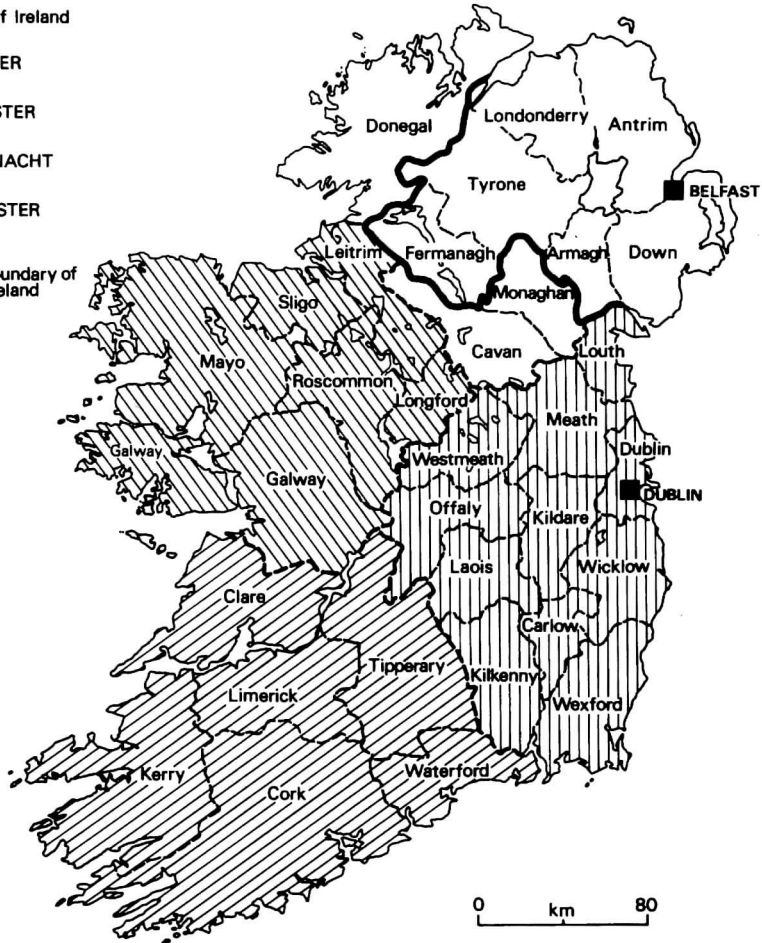 f Ireland
ER
STER
NACHT
STER
undary of
eland
Donegal
Londonderry
Antrim
Tyrone
BELFAST
Leitrim
Fermanagh
Armagh
Down
Monaghan
Sligo
Cavan
Louth
Mayo
Roscommon
Longford
Meath
Galway
Westmeath
Dublin
Galway
DUBLIN
Offaly
Kildare
Laois
Wicklow
Clare
Carlow
Tipperary
Kilkenny
Limerick
Wexford
Kerry
Waterford
Cork
0 km 80